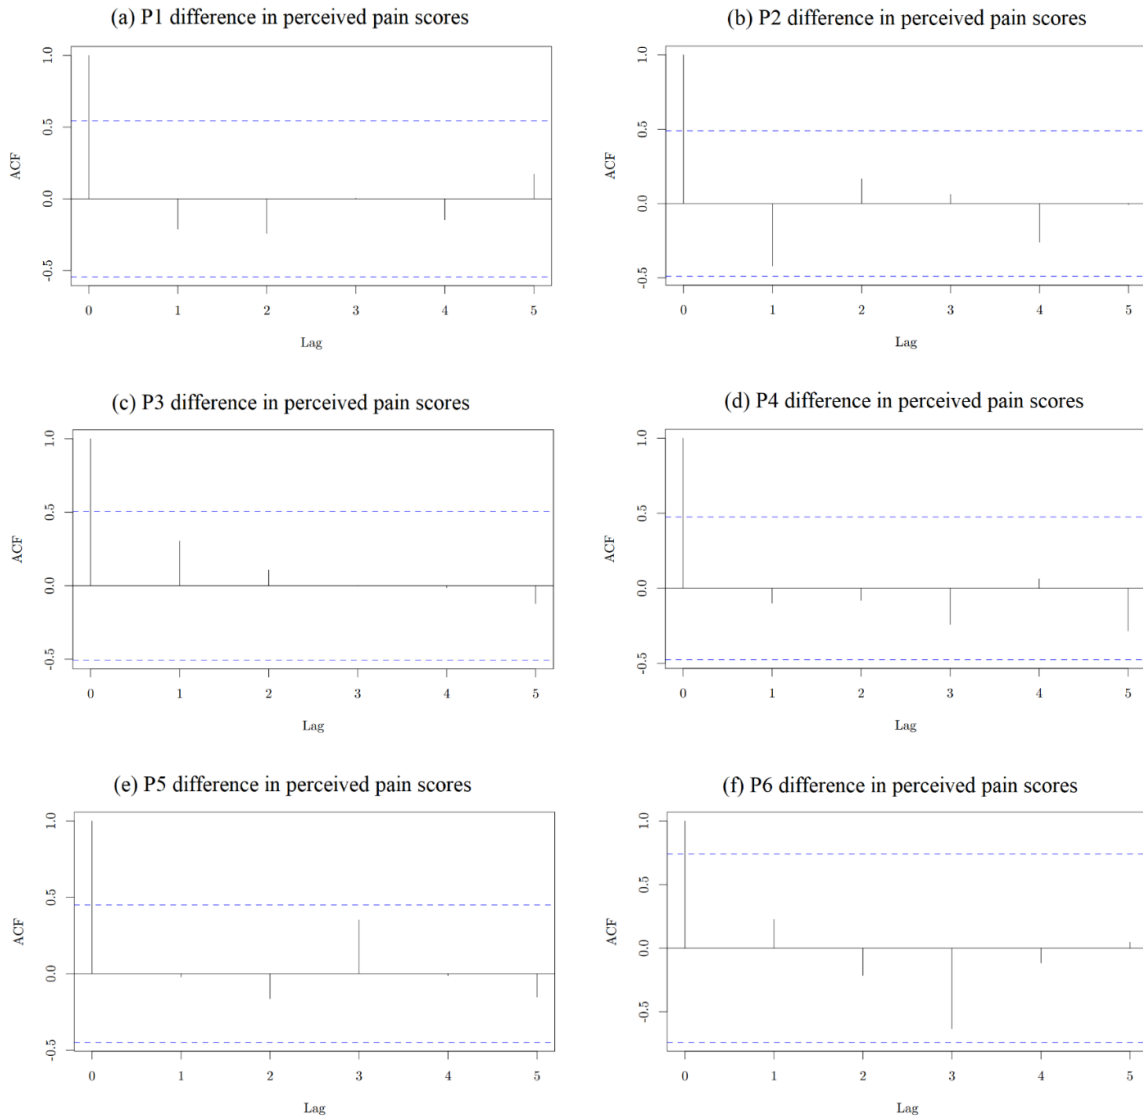 (a) P1 difference in perceived pain scores
ACF
1.0
0.5
0.0
-0.5
0 1 2 3 4 5
Lag
(b) P2 difference in perceived pain scores
ACF
1.0
0.5
0.0
-0.5
0 1 2 3 4 5
Lag
(c) P3 difference in perceived pain scores
ACF
1.0
0.5
0.0
-0.5
0 1 2 3 4 5
Lag
(d) P4 difference in perceived pain scores
ACF
1.0
0.5
0.0
-0.5
0 1 2 3 4 5
Lag
(e) P5 difference in perceived pain scores
ACF
1.0
0.5
0.0
-0.5
0 1 2 3 4 5
Lag
(f) P6 difference in perceived pain scores
ACF
1.0
0.5
0.0
-0.5
0 1 2 3 4 5
Lag